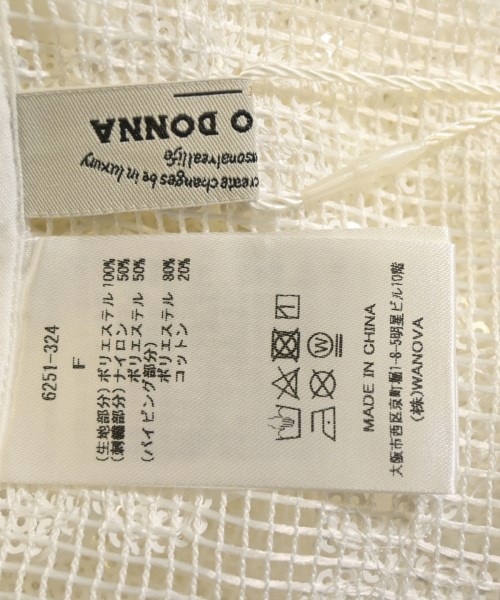 O DONNA
create changes be in luxury
sonalreallife
6251-324
F
(生地部分) ポリエステル 100%
(刺繍部分) ナイロン 50%
ポリエステル 50%
(パイピング部分)
ポリエステル 80%
コットン 20%
W
MADE IN CHINA
大阪市西区京町堀1-8-5明星ビル10階
(株)WANOVA